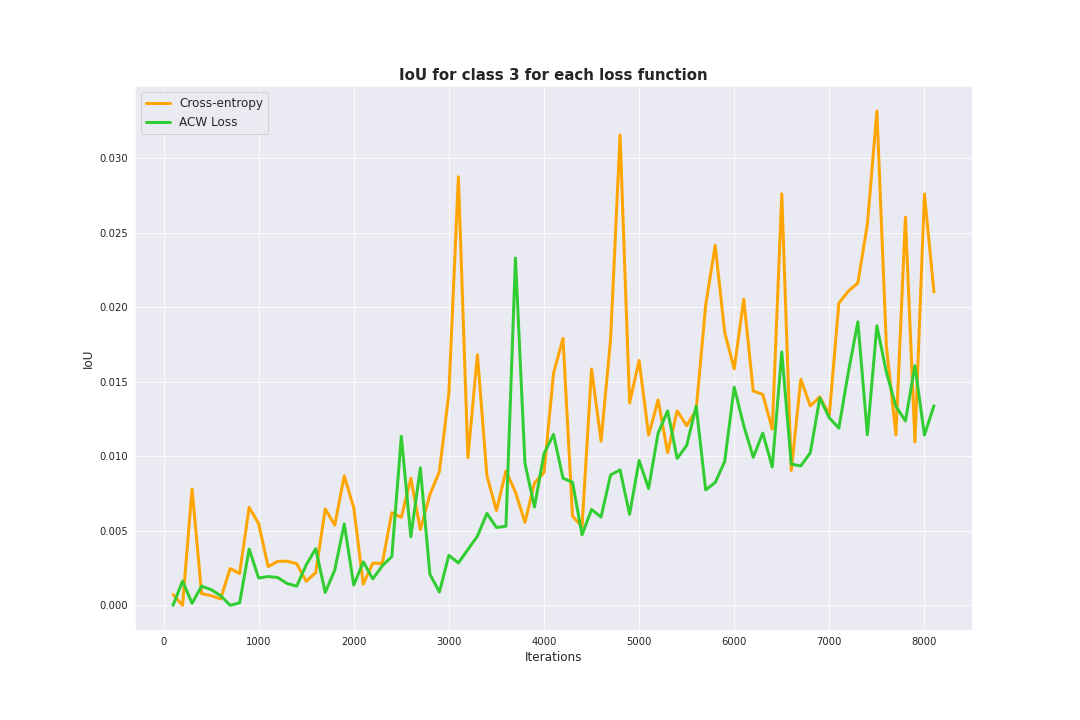 IoU for class 3 for each loss function
Cross-entropy
ACW Loss
0.030
0.025
0.020
0.015
0.010
0.005
0.000
IoU
0 1000 2000 3000 4000 5000 6000 7000 8000
Iterations